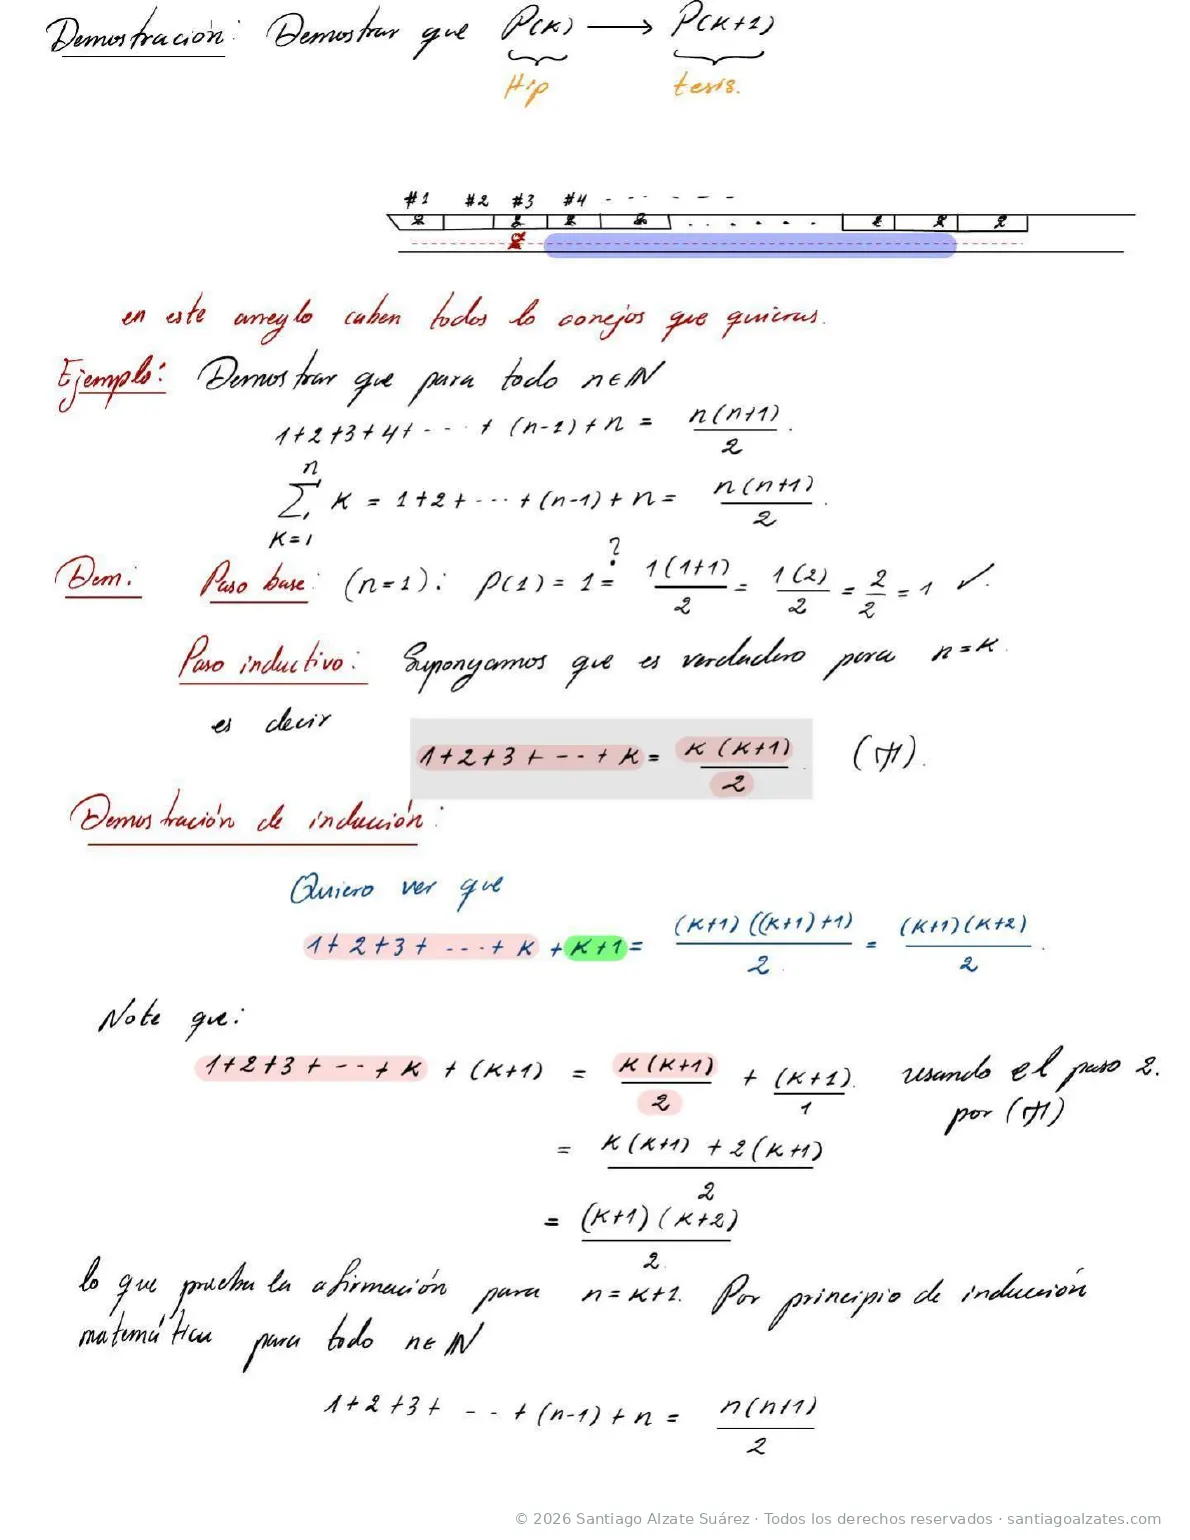 Demostración: Demostrar que P(K) ⟶ P(K+1)
Hip tesis.
#1 #2 #3 #4 - - - - - -
en este arreglo caben todos lo conejos que quieras.
Ejemplo: Demostrar que para todo n∈ℕ
1+2+3+4+ - - - + (n-1)+n = n(n+1)/2.
n
∑ K = 1+2+ ··· + (n-1)+n = n(n+1)/2.
K=1
Dem: Paso base: (n=1): P(1) = 1 =? 1(1+1)/2 = 1(2)/2 = 2/2 = 1 ✓.
Paso inductivo: Supongamos que es verdadero para n=K.
es decir
1+2+3+ - - + K = K(K+1)/2. (H).
Demostración de inducción:
Quiero ver que
1+2+3+ - - - + K + K+1 = (K+1)((K+1)+1)/2 = (K+1)(K+2)/2.
Note que:
1+2+3+ - - + K + (K+1) = K(K+1)/2 + (K+1)/1. usando el paso 2.
por (H)
= K(K+1) + 2(K+1)/2
= (K+1)(K+2)/2.
lo que prueba la afirmación para n=K+1. Por principio de inducción
matemática para todo n∈ℕ
1+2+3+ - - + (n-1)+n = n(n+1)/2
© 2026 Santiago Alzate Suárez · Todos los derechos reservados · santiagoalzates.com